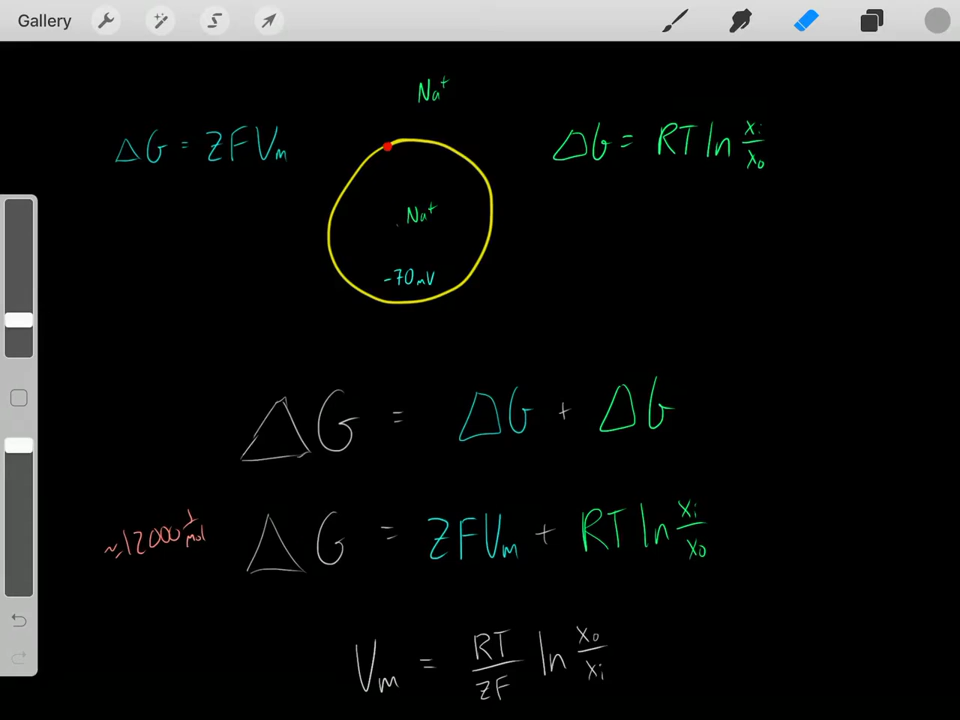 Gallery
Na⁺
ΔG = ZFVₘ
ΔG = RT ln xᵢ/xₒ
Na⁺
-70mV
ΔG = ΔG + ΔG
≈12000 J/mol
ΔG = ZFVₘ + RT ln xᵢ/xₒ
Vₘ = RT/ZF ln xₒ/xᵢ